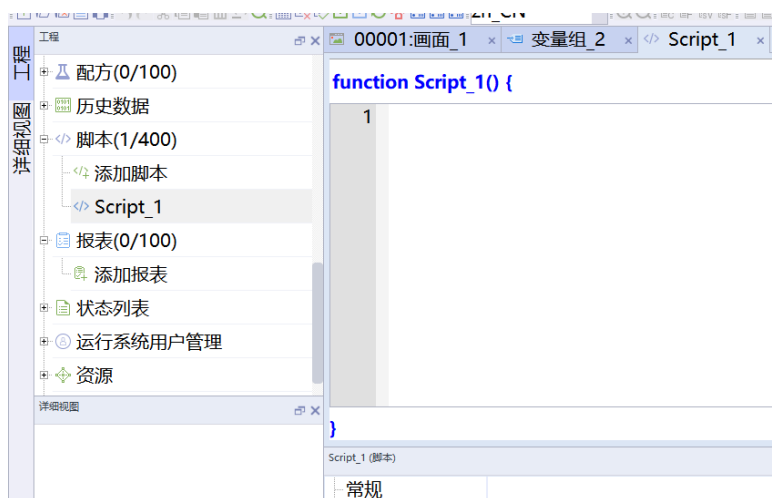 zh_CN
工程
00001:画面_1
变量组_2
Script_1
工程
详细视图
配方(0/100)
历史数据
脚本(1/400)
添加脚本
Script_1
报表(0/100)
添加报表
状态列表
运行系统用户管理
资源
详细视图
function Script_1() {
1
}
Script_1 (脚本)
常规